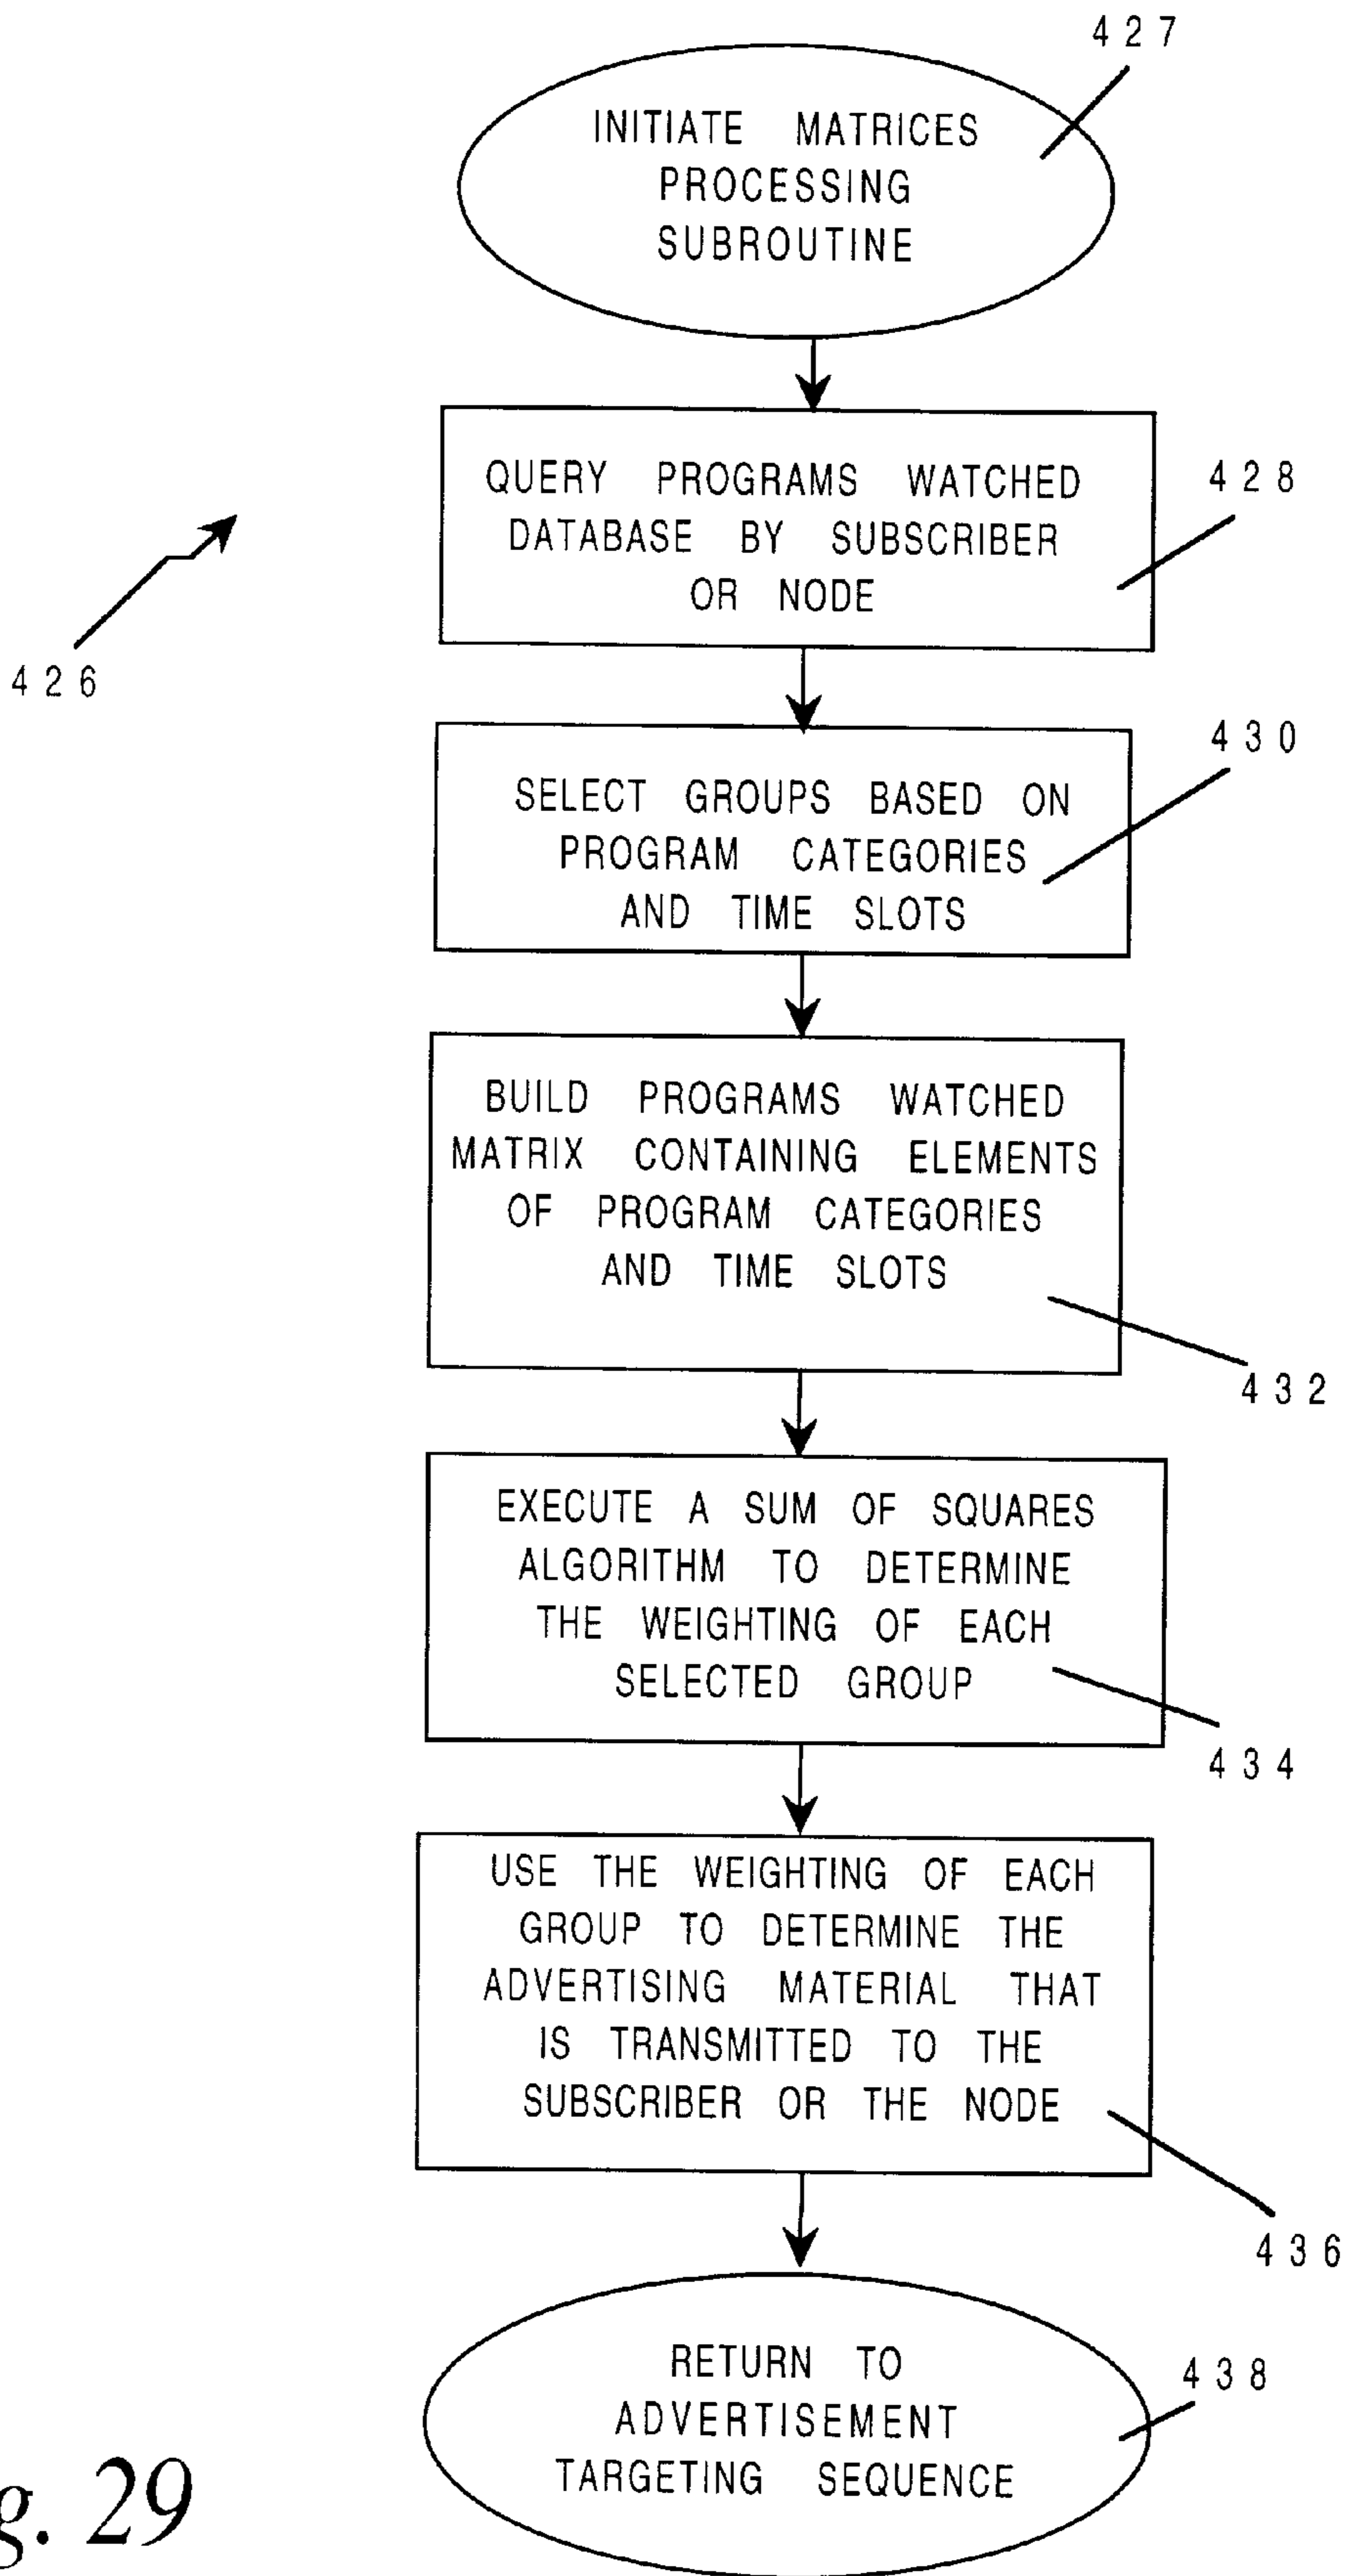 427
INITIATE MATRICES
PROCESSING
SUBROUTINE
QUERY PROGRAMS WATCHED
DATABASE BY SUBSCRIBER
OR NODE
428
426
SELECT GROUPS BASED ON
PROGRAM CATEGORIES
AND TIME SLOTS
430
BUILD PROGRAMS WATCHED
MATRIX CONTAINING ELEMENTS
OF PROGRAM CATEGORIES
AND TIME SLOTS
432
EXECUTE A SUM OF SQUARES
ALGORITHM TO DETERMINE
THE WEIGHTING OF EACH
SELECTED GROUP
434
USE THE WEIGHTING OF EACH
GROUP TO DETERMINE THE
ADVERTISING MATERIAL THAT
IS TRANSMITTED TO THE
SUBSCRIBER OR THE NODE
436
RETURN TO
ADVERTISEMENT
TARGETING SEQUENCE
438
g. 29